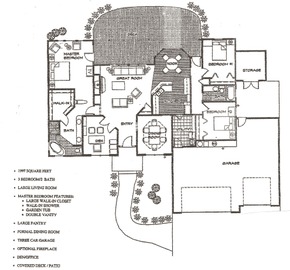 MASTER BEDROOM
GREAT ROOM
BEDROOM
STORAGE
WALK-IN
BEDROOM #2
BATH
DEN
ENTRY
GARAGE
1997 SQUARE FEET
3 BEDROOMS/2 BATH
LARGE LIVING ROOM
MASTER BEDROOM FEATURES:
LARGE WALK-IN CLOSET
WALK-IN SHOWER
GARDEN TUB
DOUBLE VANITY
LARGE PANTRY
FORMAL DINING ROOM
THREE CAR GARAGE
OPTIONAL FIREPLACE
DEN/OFFICE
COVERED DECK / PATIO